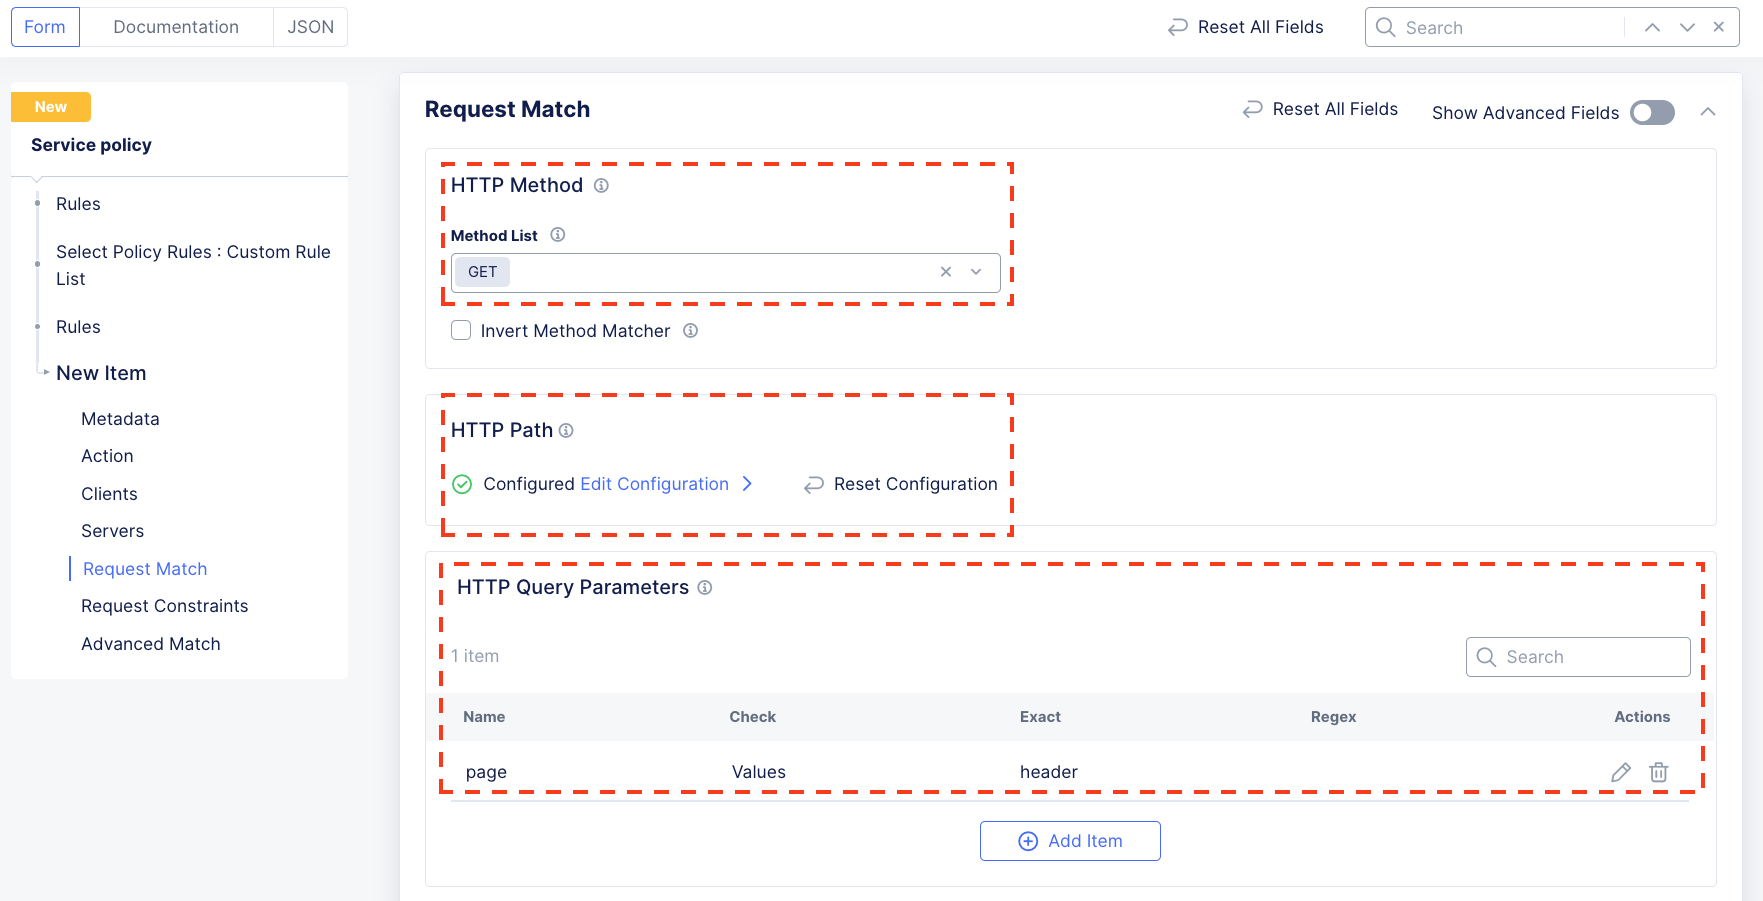 Form
Documentation
JSON
Reset All Fields
Search
New
Service policy
Rules
Select Policy Rules : Custom Rule
List
Rules
New Item
Metadata
Action
Clients
Servers
Request Match
Request Constraints
Advanced Match
Request Match
Reset All Fields
Show Advanced Fields
HTTP Method
Method List
GET
Invert Method Matcher
HTTP Path
Configured Edit Configuration
Reset Configuration
HTTP Query Parameters
1 item
Search
Name Check Exact Regex Actions
page Values header
Add Item